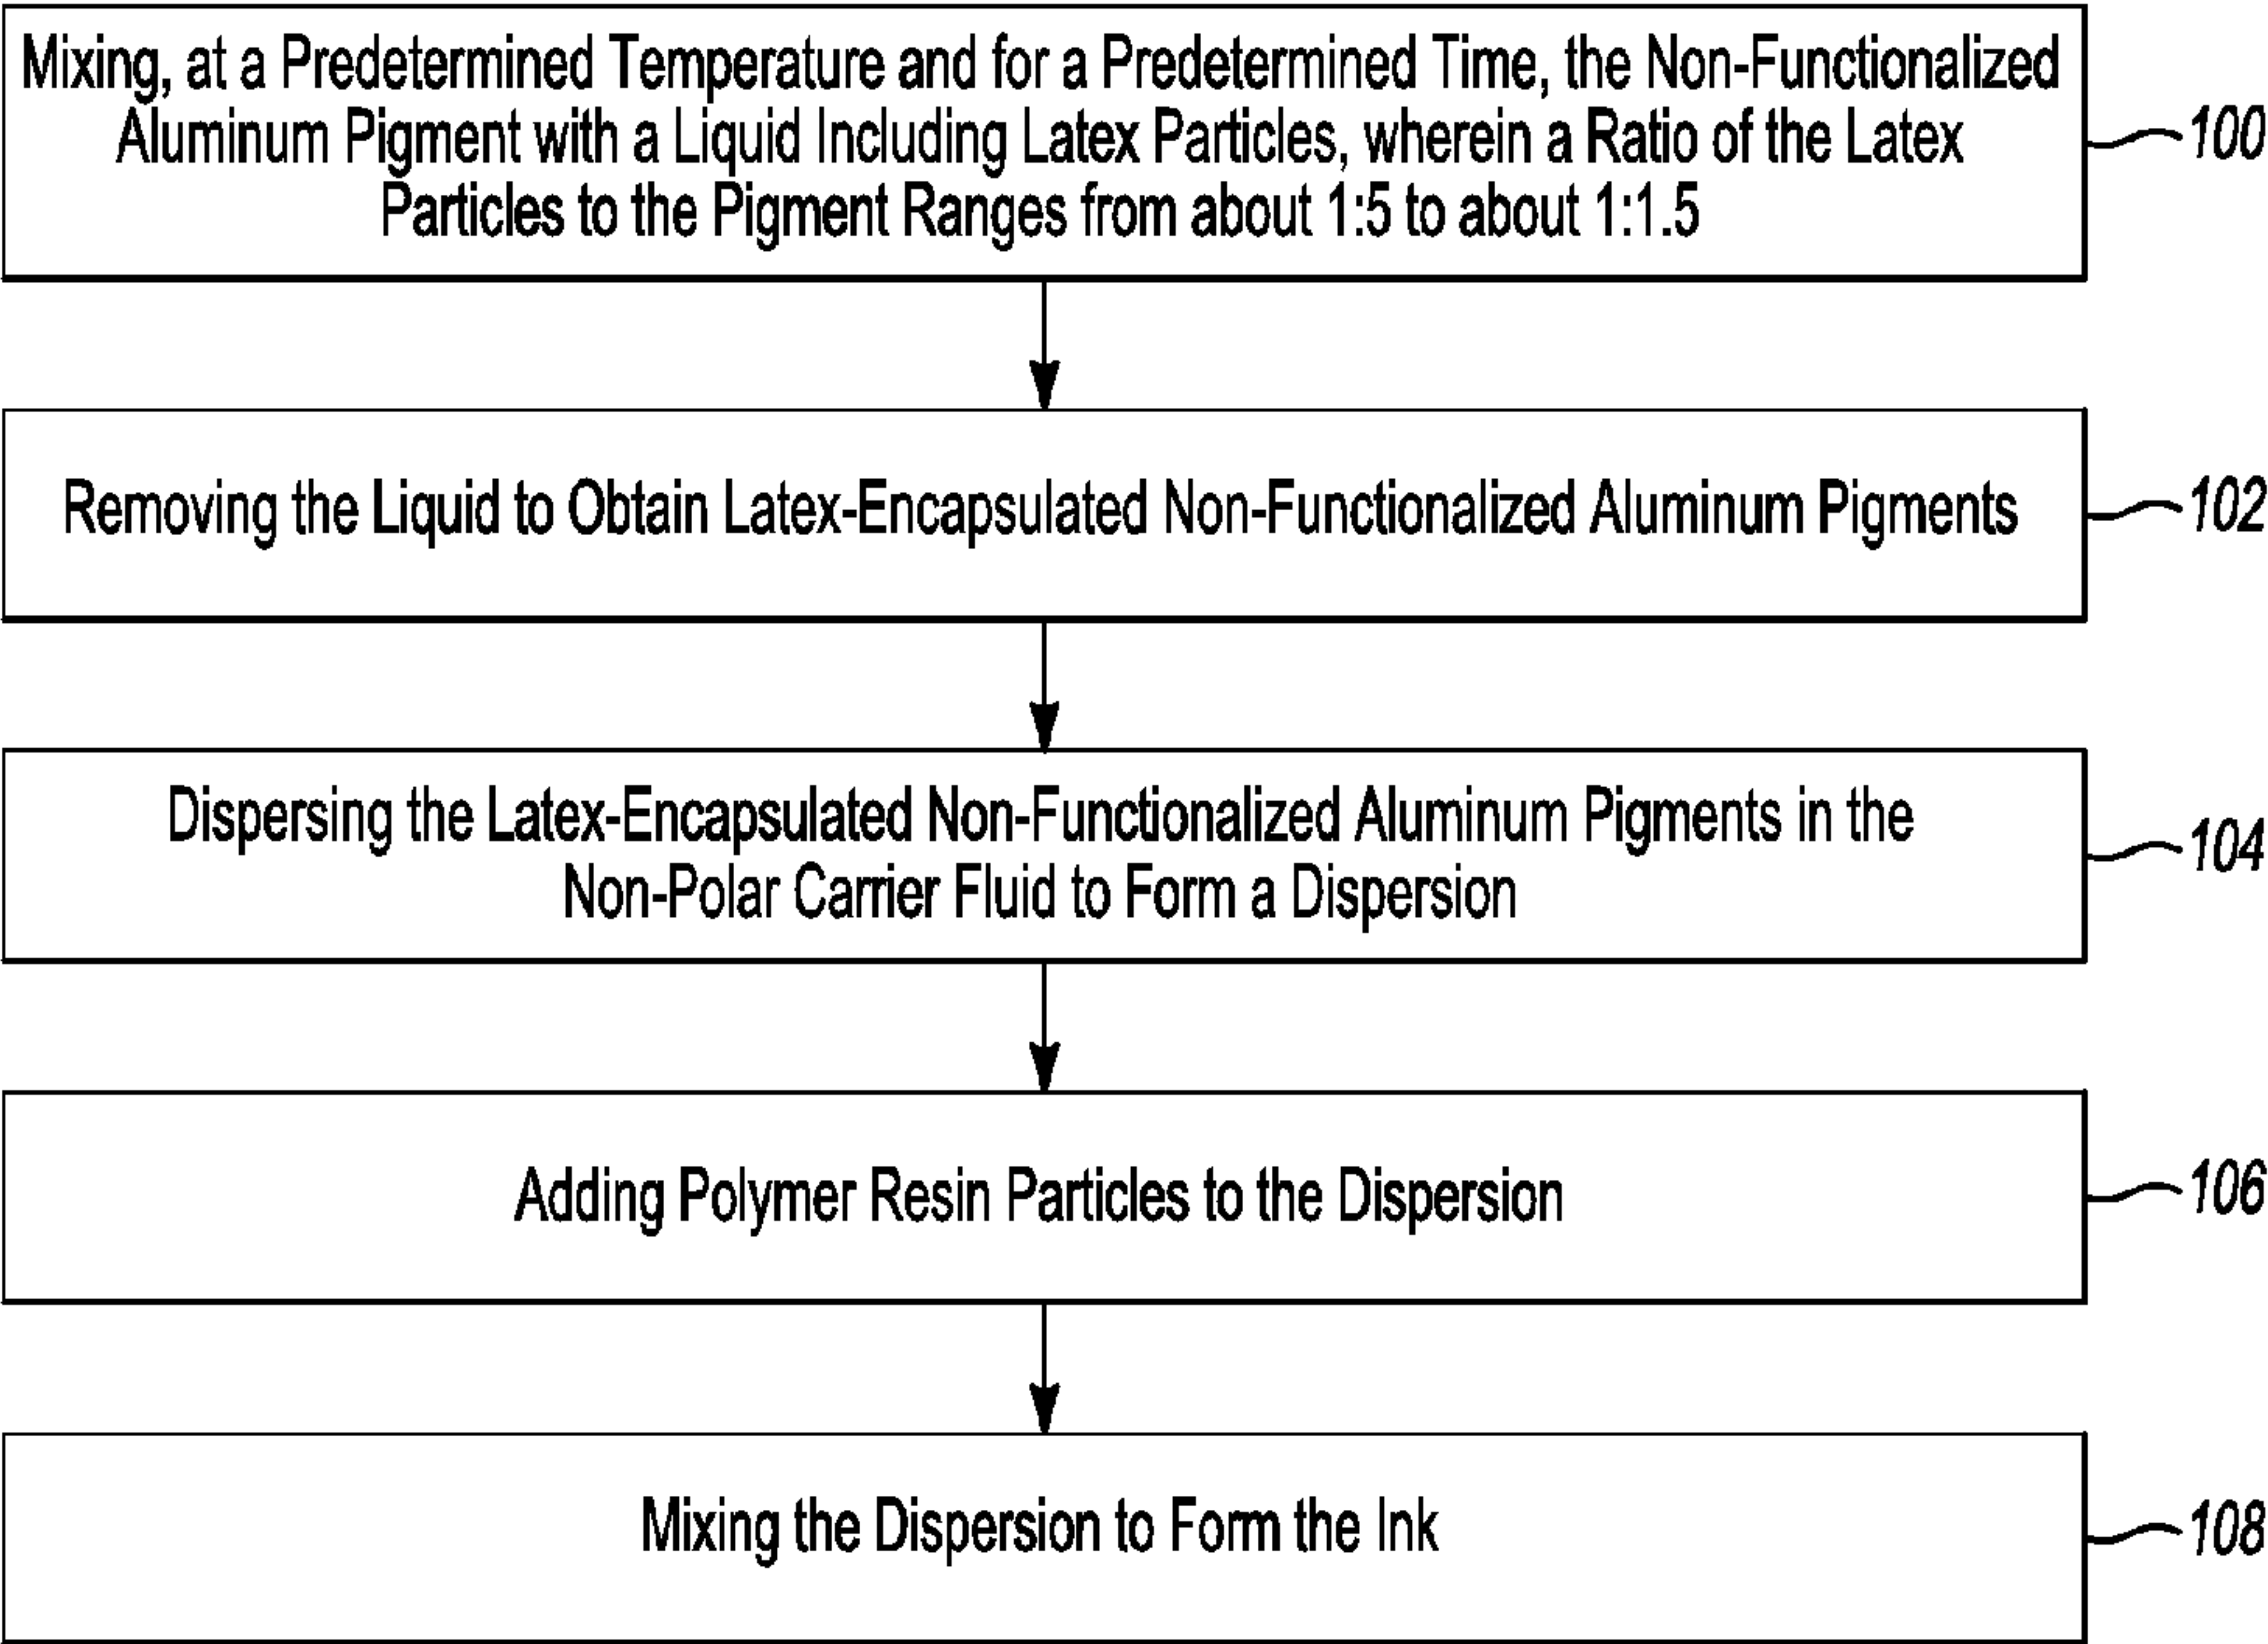 Mixing, at a Predetermined Temperature and for a Predetermined Time, the Non-Functionalized
Aluminum Pigment with a Liquid Including Latex Particles, wherein a Ratio of the Latex
Particles to the Pigment Ranges from about 1:5 to about 1:1.5
100
Removing the Liquid to Obtain Latex-Encapsulated Non-Functionalized Aluminum Pigments
102
Dispersing the Latex-Encapsulated Non-Functionalized Aluminum Pigments in the
Non-Polar Carrier Fluid to Form a Dispersion
104
Adding Polymer Resin Particles to the Dispersion
106
Mixing the Dispersion to Form the Ink
108